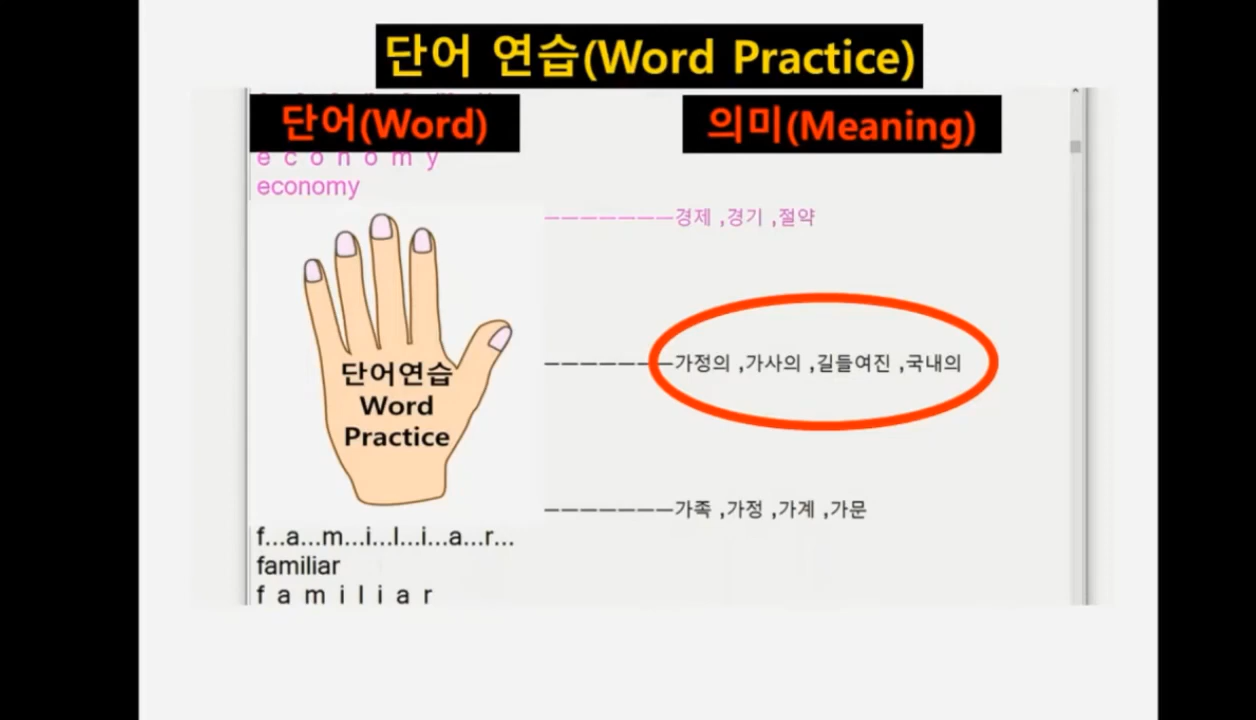 단어 연습(Word Practice)
단어(Word)
의미(Meaning)
e c o n o m y
economy
———————경제 ,경기 ,절약
———————가정의 ,가사의 ,길들여진 ,국내의
단어연습
Word
Practice
———————가족 ,가정 ,가계 ,가문
f...a...m...i...l...i...a...r...
familiar
f a m i l i a r